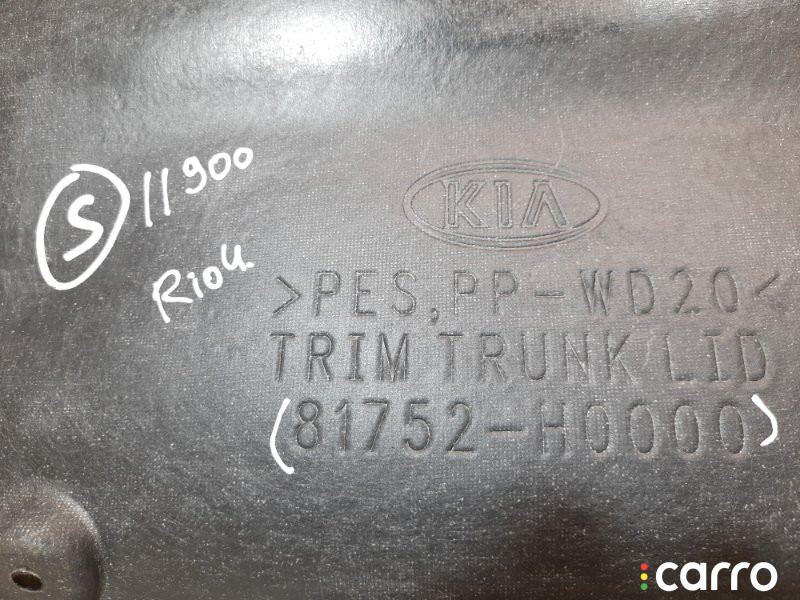 S 11900
Rio4
KIA
>PES,PP-WD20<
TRIM TRUNK LID
(81752-H0000)
carro